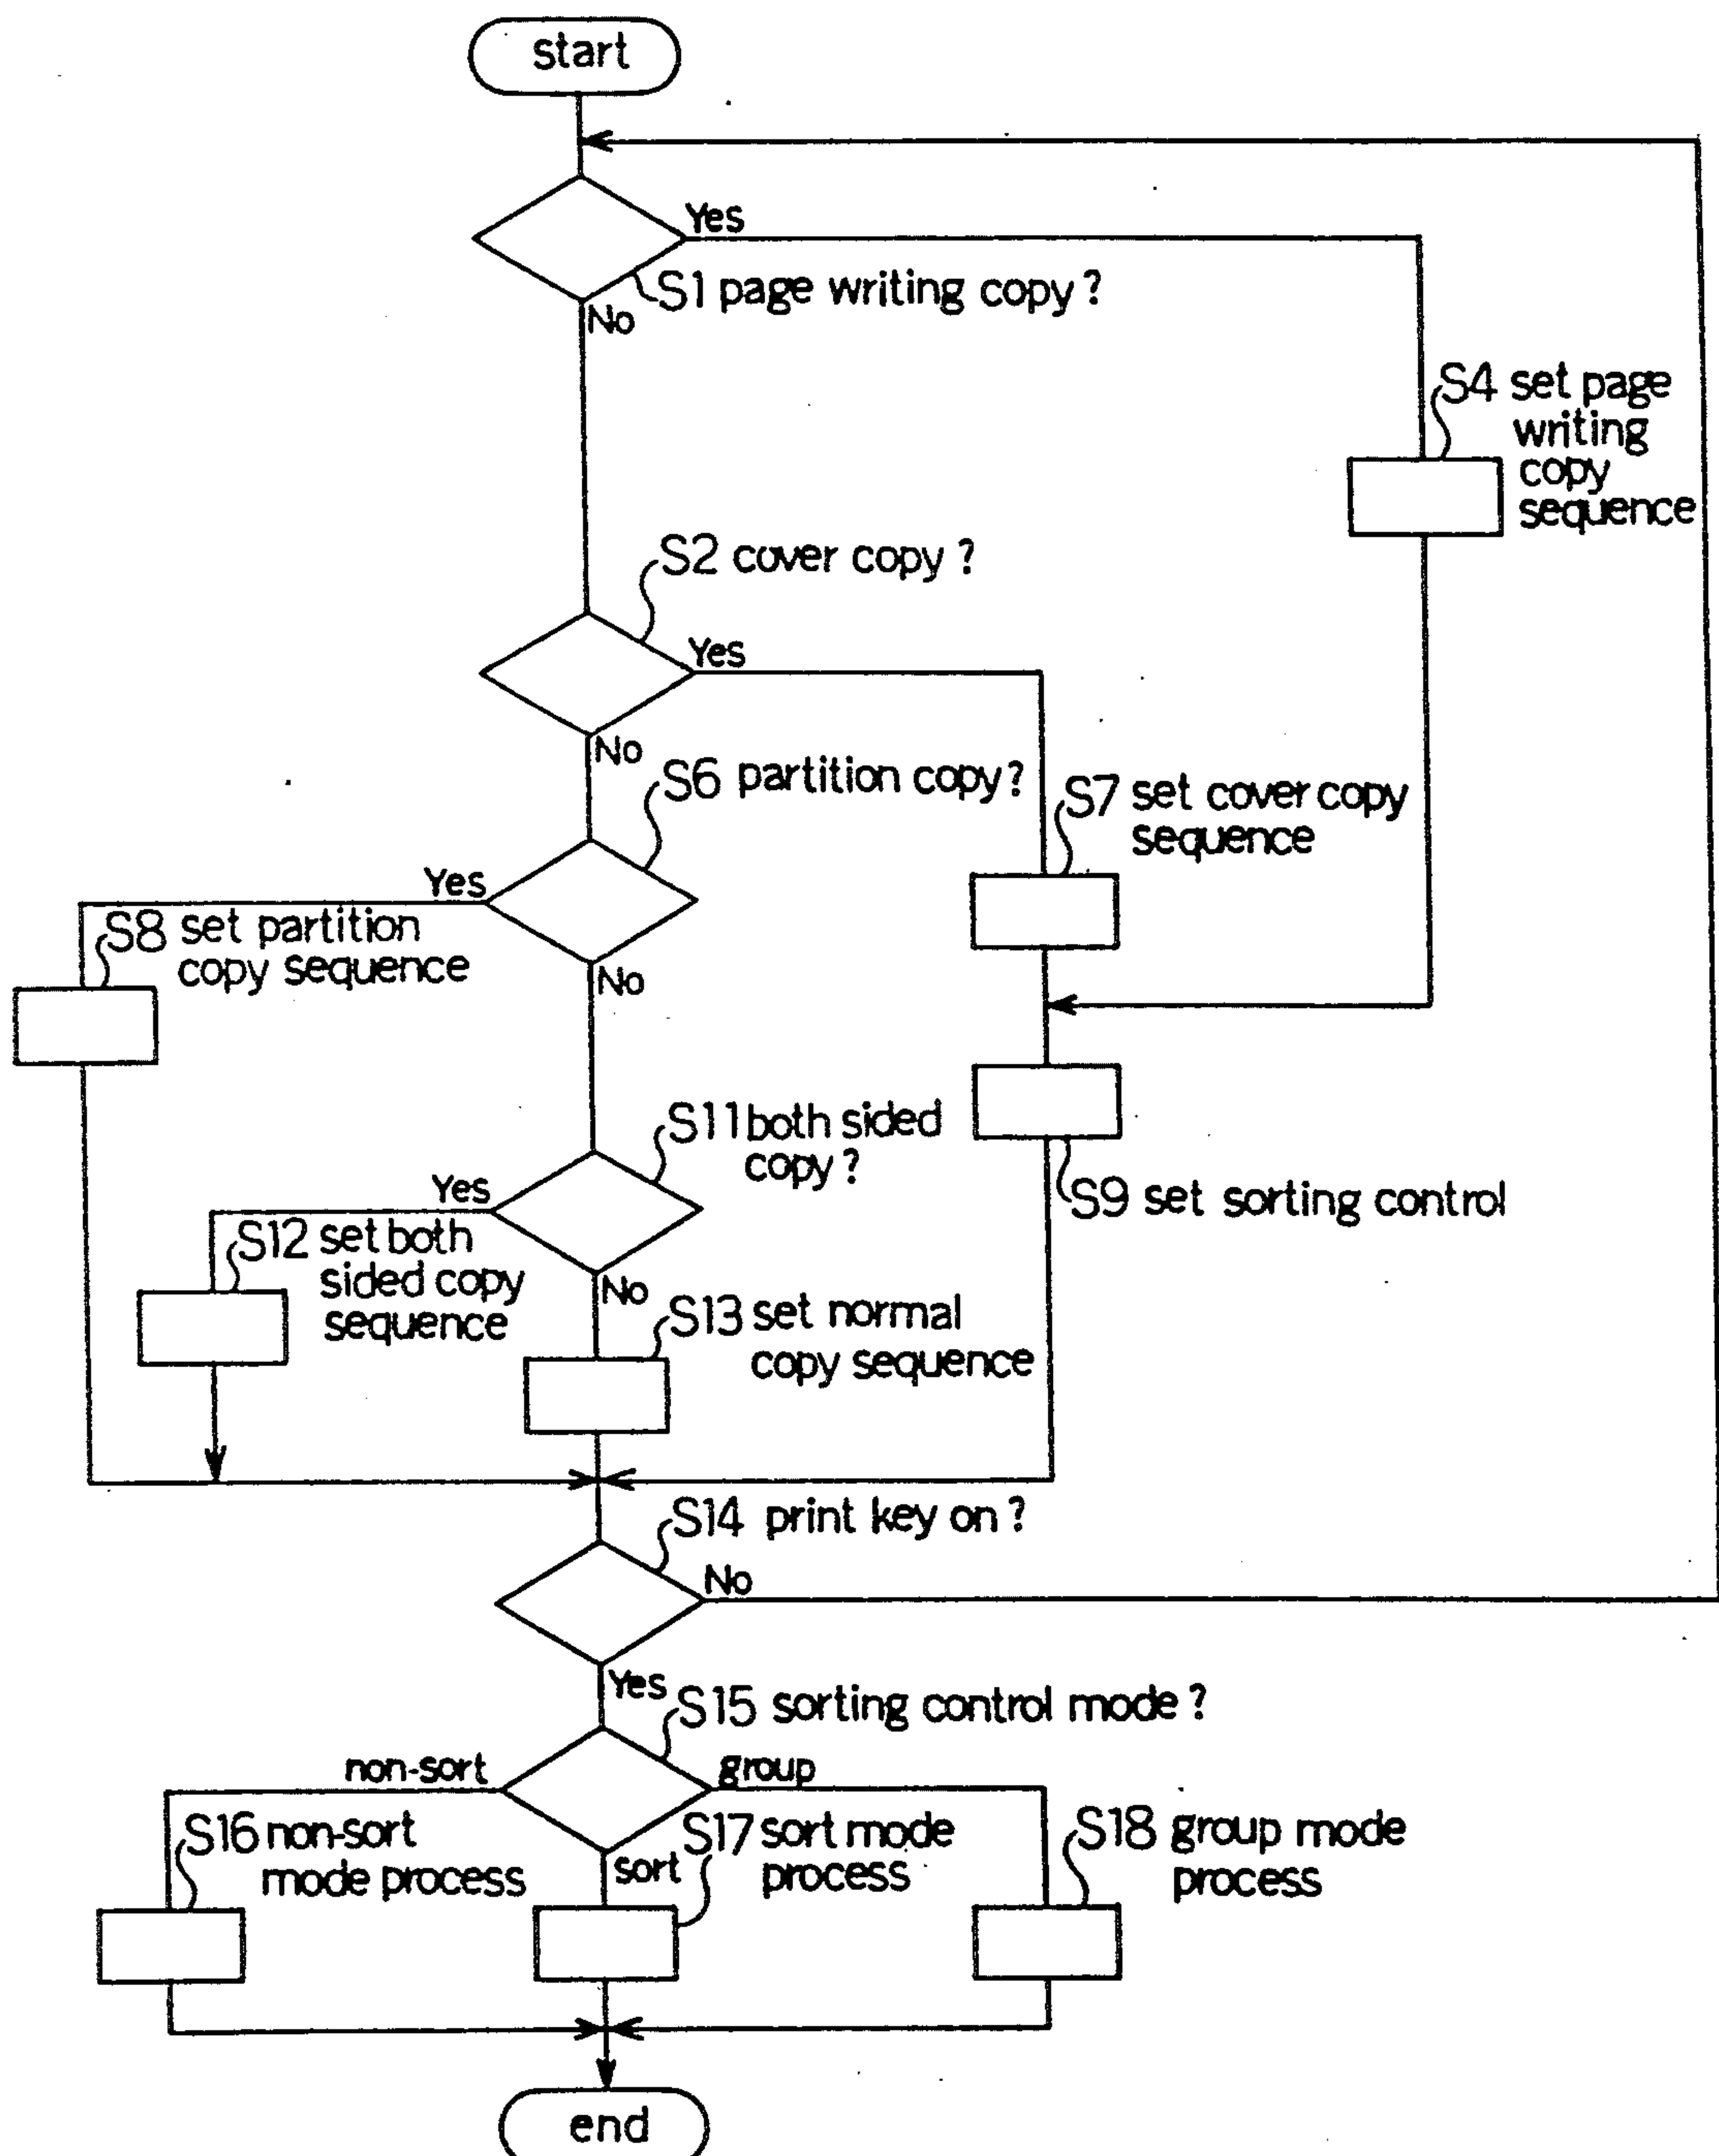 start
Yes
S1 page writing copy?
No
S4 set page
writing
copy
sequence
S2 cover copy?
Yes
No
S6 partition copy?
S7 set cover copy
sequence
Yes
S8 set partition
copy sequence
No
S11 both sided
copy?
Yes
S9 set sorting control
S12 set both
sided copy
sequence
No
S13 set normal
copy sequence
S14 print key on?
No
Yes
S15 sorting control mode?
non-sort
group
S16 non-sort
mode process
sort
S17 sort mode
process
S18 group mode
process
end